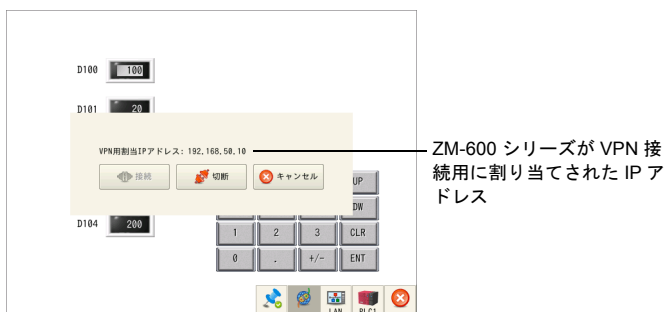 D100 100
D101 20
VPN用割当IPアドレス: 192.168.50.10
接続 切断 キャンセル
UP
DW
D104 200
1 2 3 CLR
0 . +/- ENT
LAN PLC1
ZM-600 シリーズが VPN 接
続用に割り当てされた IP ア
ドレス